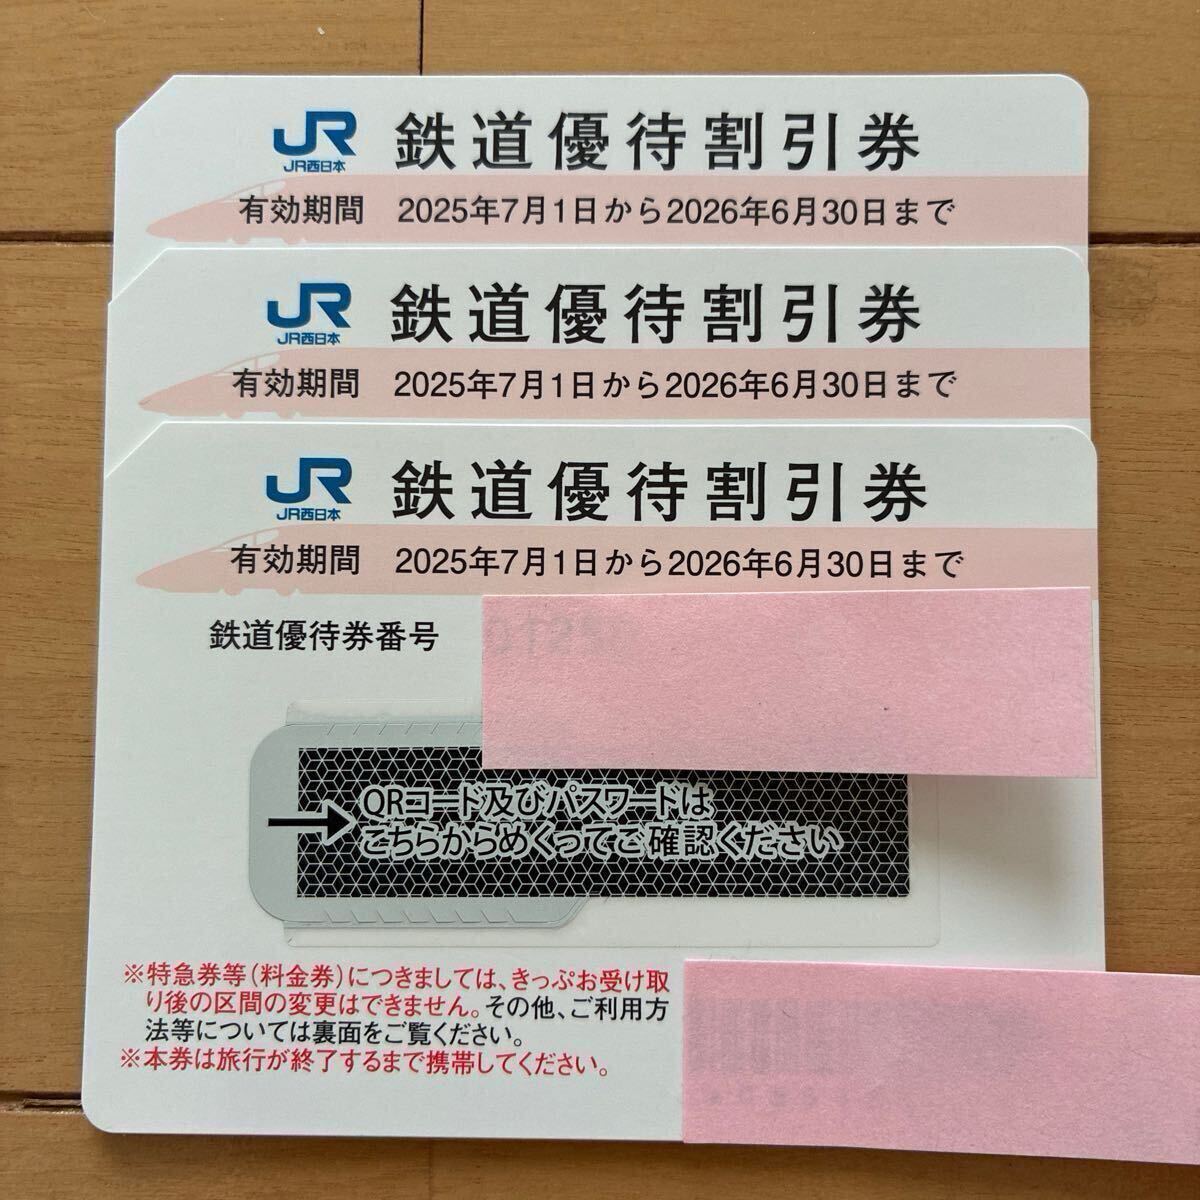 JR 鉄道優待割引券
JR西日本
有効期間 2025年7月1日から2026年6月30日まで
JR 鉄道優待割引券
JR西日本
有効期間 2025年7月1日から2026年6月30日まで
JR 鉄道優待割引券
JR西日本
有効期間 2025年7月1日から2026年6月30日まで
鉄道優待券番号
QRコード及びパスワードは
こちらからめくってご確認ください
※特急券等(料金券)につきましては、きっぷお受け取
り後の区間の変更はできません。その他、ご利用方
法等については裏面をご覧ください。
※本券は旅行が終了するまで携帯してください。